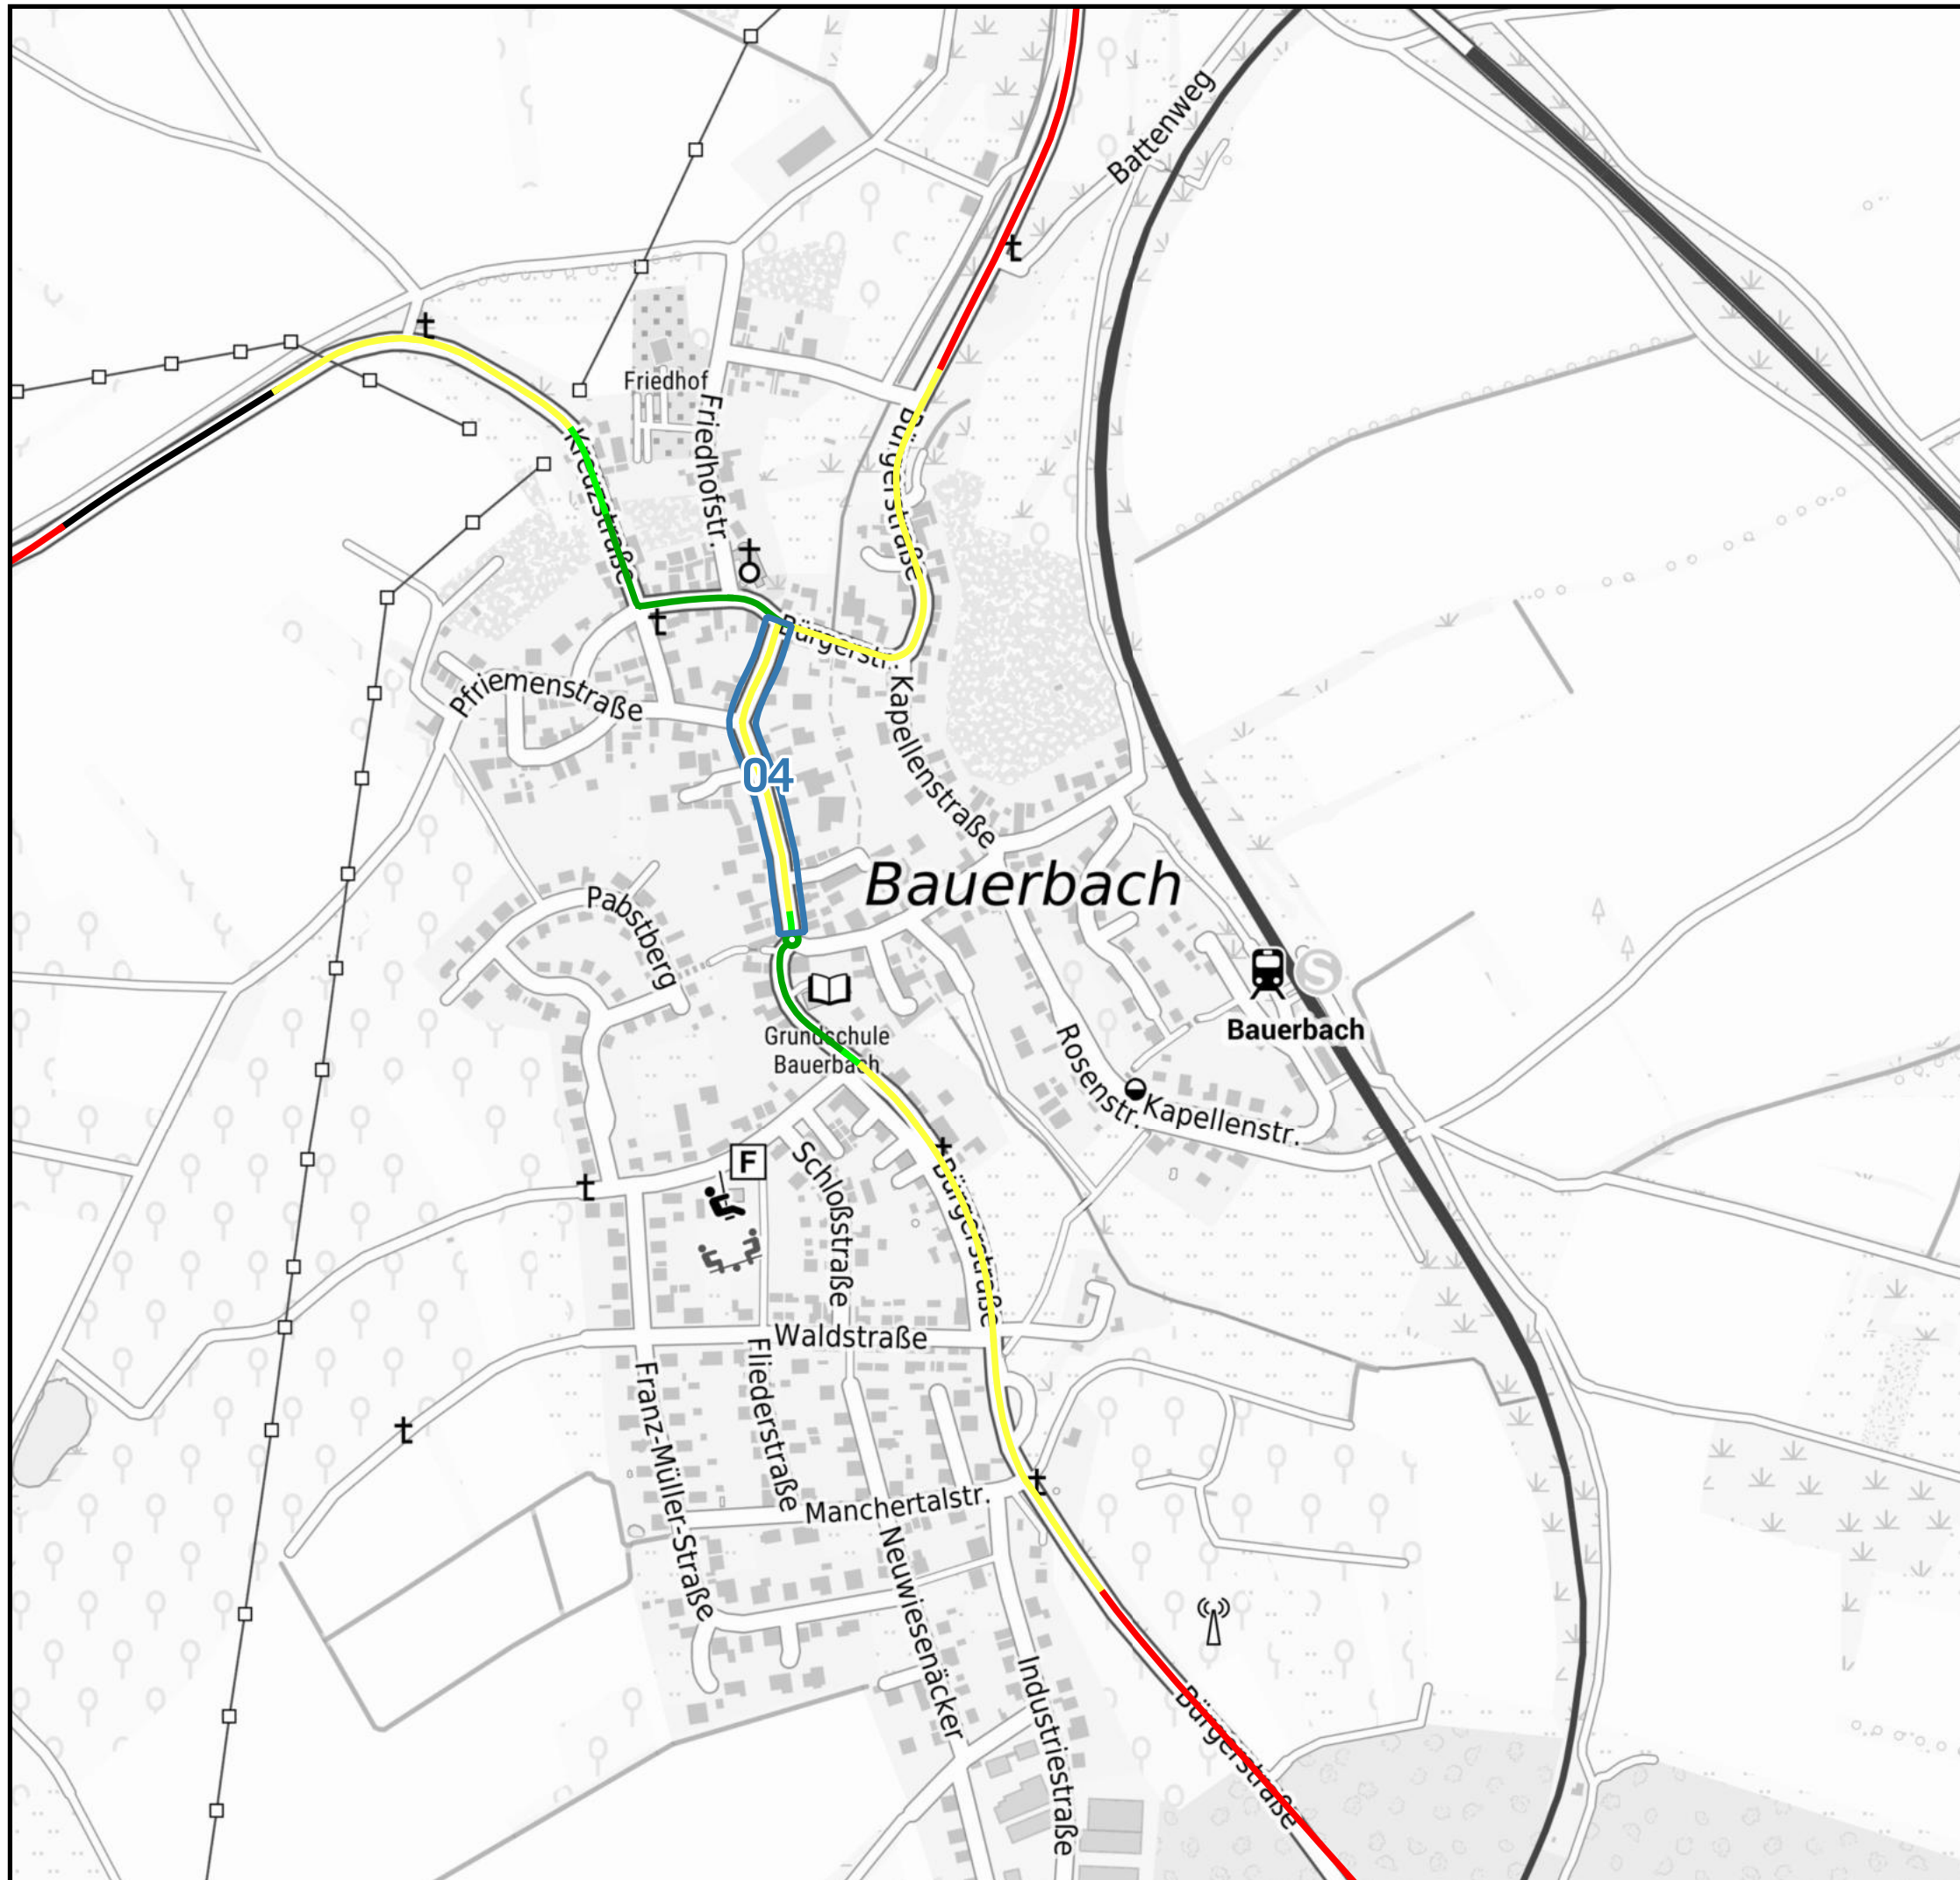 Battenweg
Friedhof
Friedhofstr.
Bürgerstraße
Kreuzstraße
Bürgerstr.
Pfriemenstraße
Kapellenstraße
04
Bauerbach
Pabstberg
S
Bauerbach
Grundschule
Bauerbach
Rosenstr.
Kapellenstr.
F
Schloßstraße
Bürgerstraße
Waldstraße
Fliederstraße
Franz-Müller-Straße
Manchertalstr.
Neuwiesenäcker
Industriestraße
Bürgerstraße